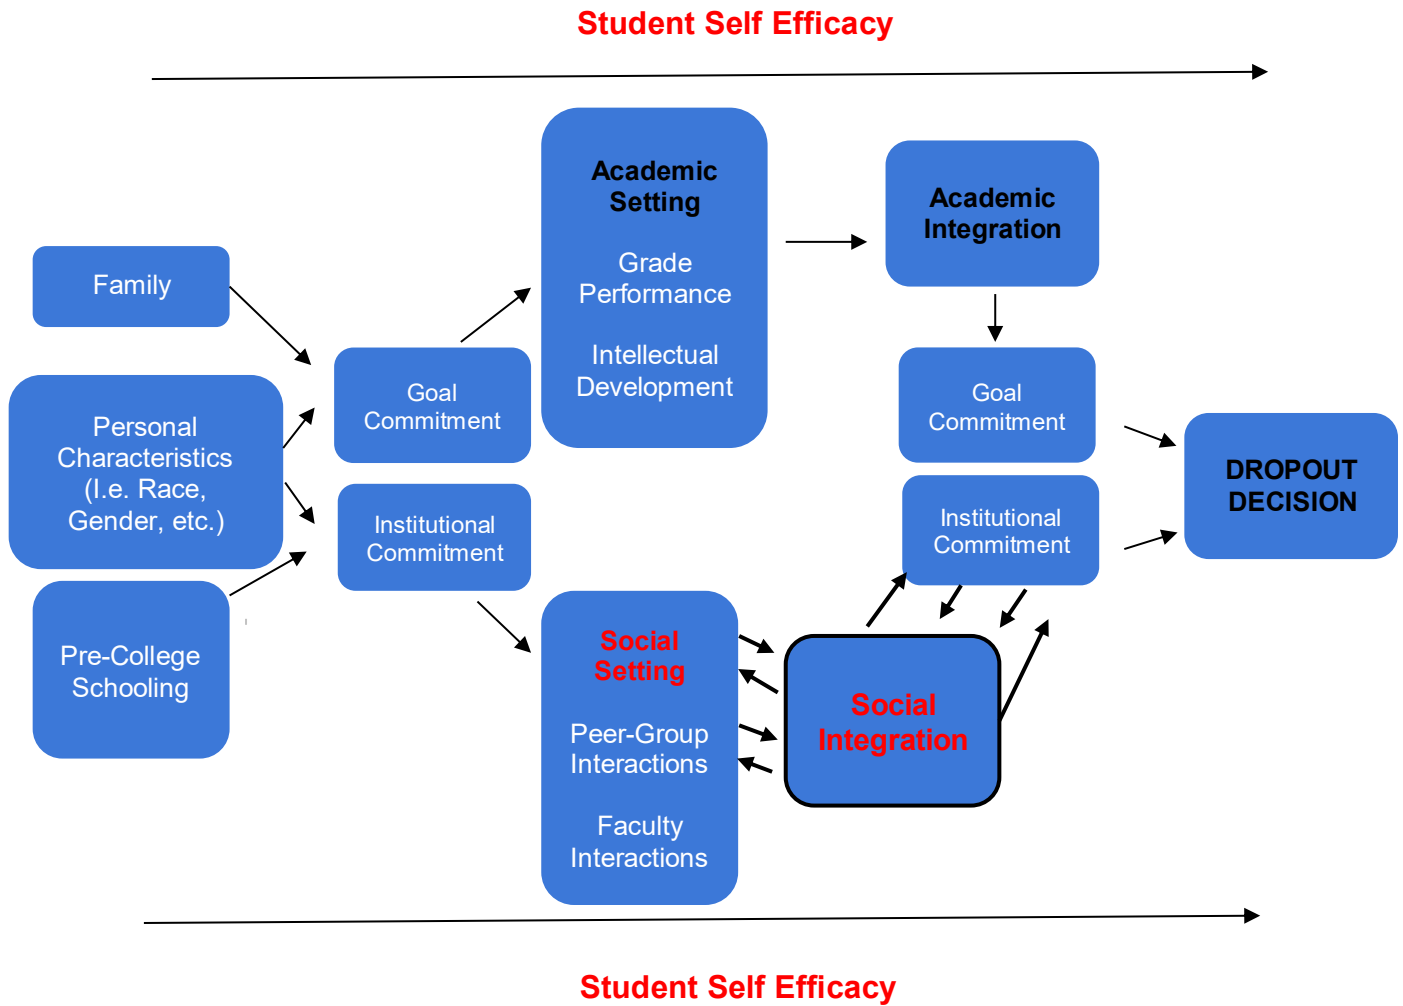 Student Self Efficacy
Academic
Setting
Grade
Performance
Intellectual
Development
Academic
Integration
Family
Goal
Commitment
Goal
Commitment
Personal
Characteristics
(I.e. Race,
Gender, etc.)
DROPOUT
DECISION
Institutional
Commitment
Institutional
Commitment
Pre-College
Schooling
Social
Setting
Peer-Group
Interactions
Faculty
Interactions
Social
Integration
Student Self Efficacy